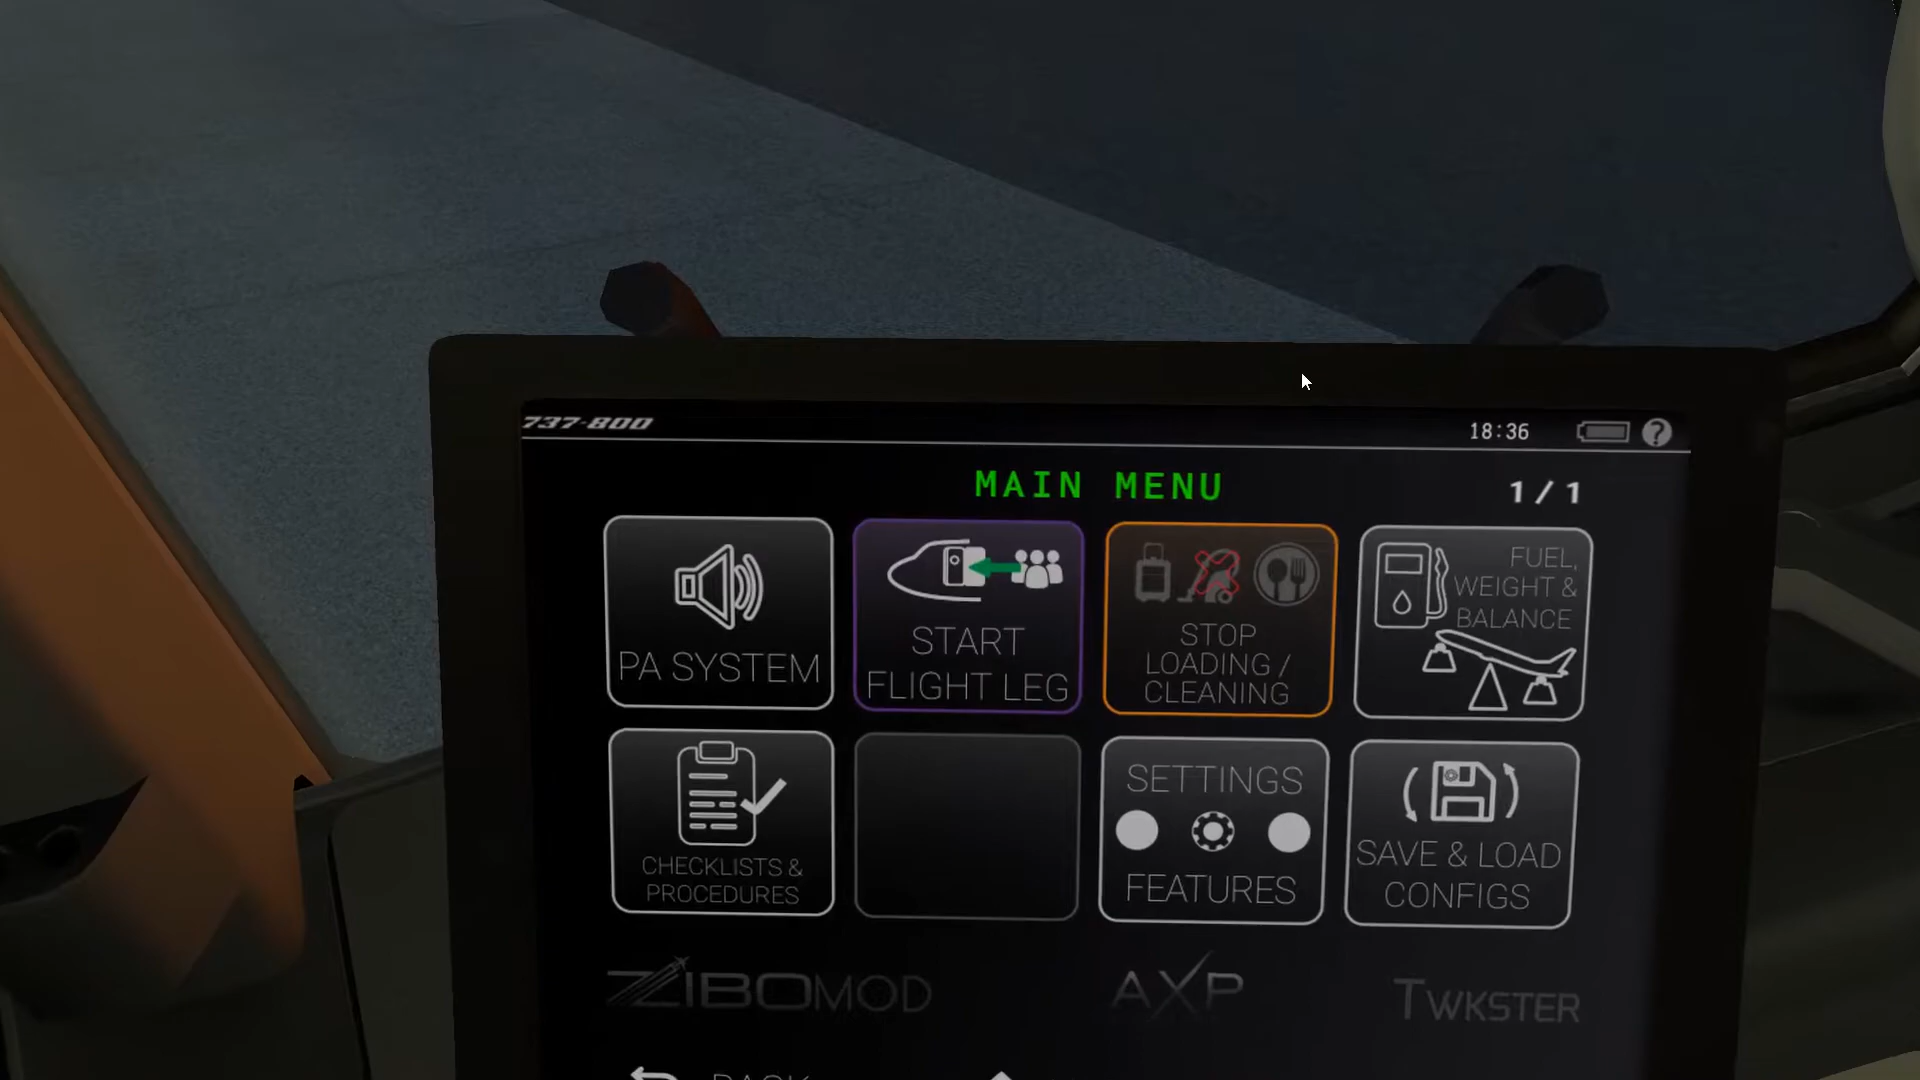 737-800
18:36
?
MAIN MENU
1/1
PA SYSTEM
START
FLIGHT LEG
STOP
LOADING /
CLEANING
FUEL,
WEIGHT &
BALANCE
CHECKLISTS &
PROCEDURES
SETTINGS
FEATURES
SAVE & LOAD
CONFIGS
ZIBOMOD
AXP
TWKSTER
BACK